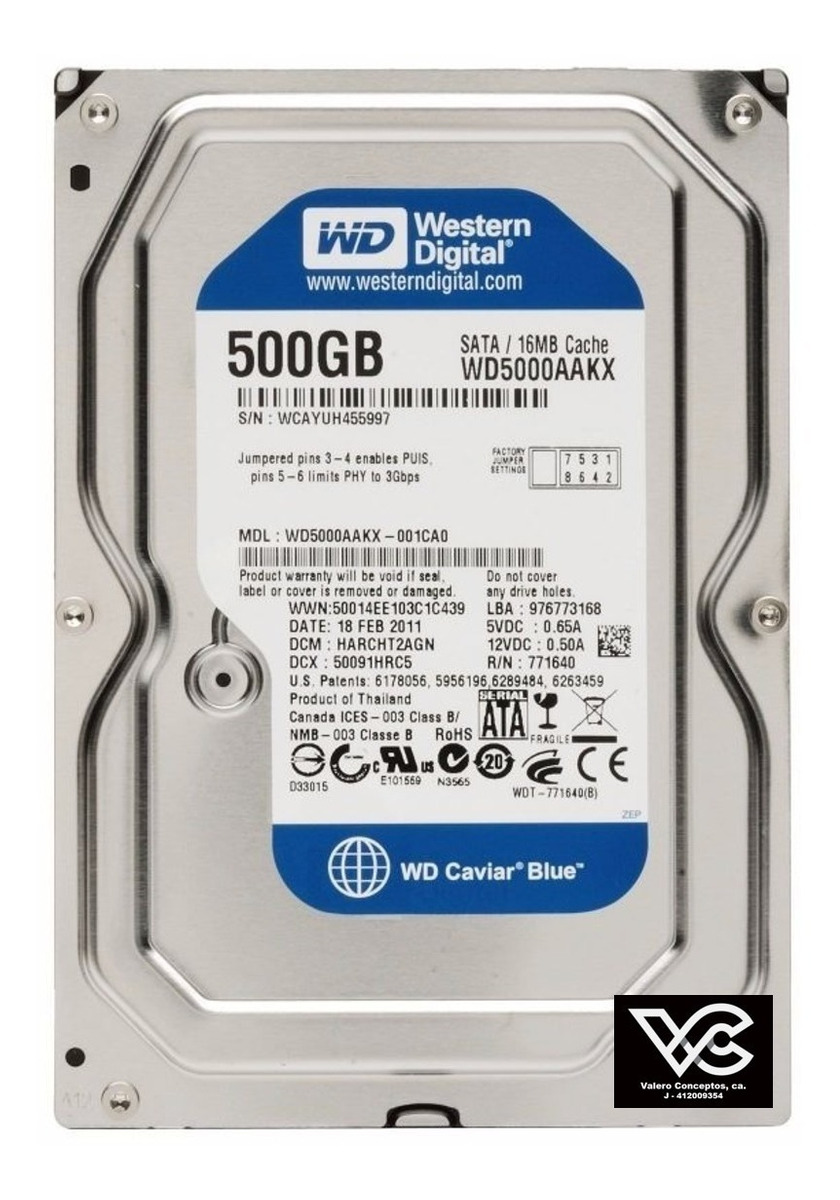 WD Western Digital®
www.westerndigital.com
500GB
SATA / 16MB Cache
WD5000AAKX
S/N : WCAYUH455997
Jumpered pins 3-4 enables PUIS,
pins 5-6 limits PHY to 3Gbps
FACTORY JUMPER SETTINGS
7 5 3 1
8 6 4 2
MDL : WD5000AAKX-001CA0
Product warranty will be void if seal,
label or cover is removed or damaged.
Do not cover
any drive holes.
WWN:50014EE103C1C439
LBA : 976773168
DATE: 18 FEB 2011
5VDC : 0.65A
DCM : HARCHT2AGN
12VDC : 0.50A
DCX : 50091HRC5
R/N : 771640
U.S. Patents: 6178056, 5956196,6289484, 6263459
Product of Thailand
Canada ICES-003 Class B/
NMB-003 Classe B
RoHS
SERIAL
ATA
FRAGILE
D33015
c UR us
E101559
N3565
20
CE
WDT-771640(B)
ZEP
WD Caviar® Blue™
A12
VC
Valero Conceptos, ca.
J - 412009354